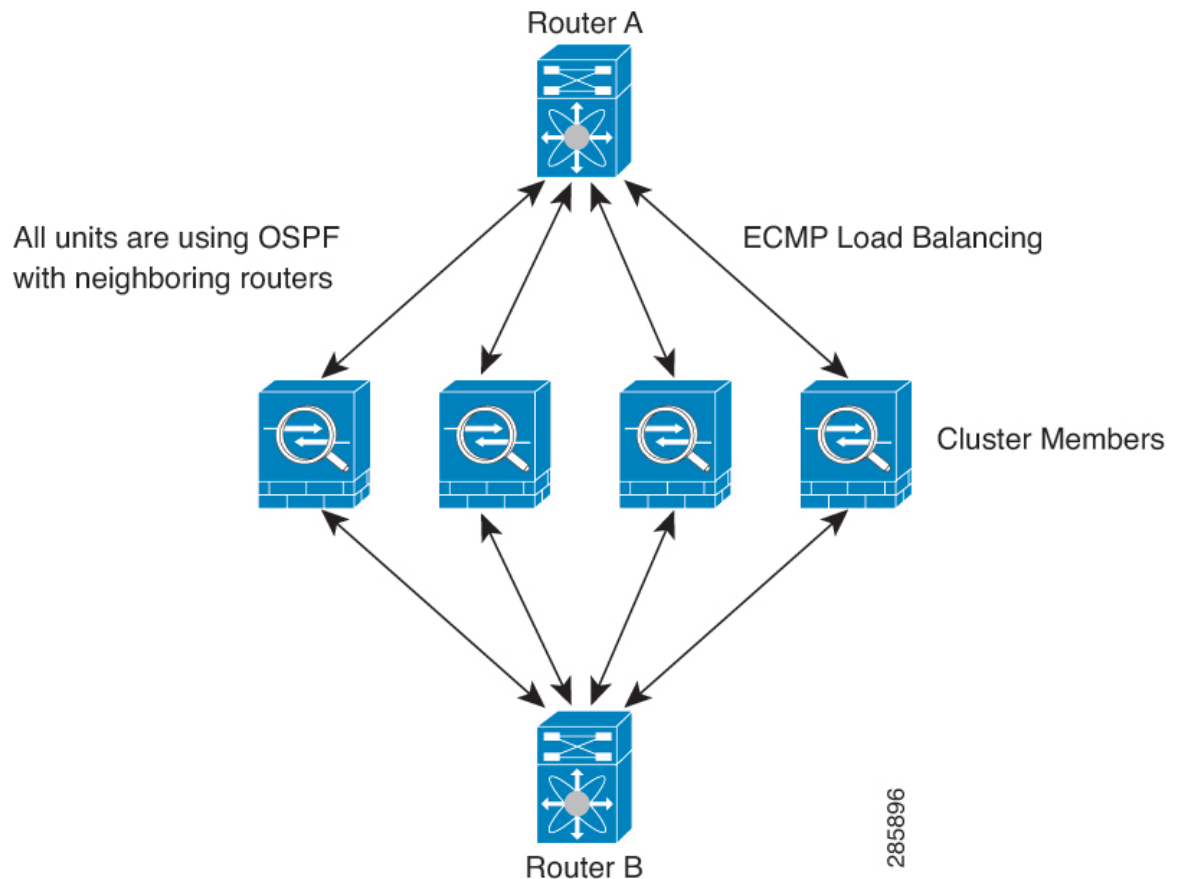 Router A
All units are using OSPF
with neighboring routers
ECMP Load Balancing
Cluster Members
Router B
285896